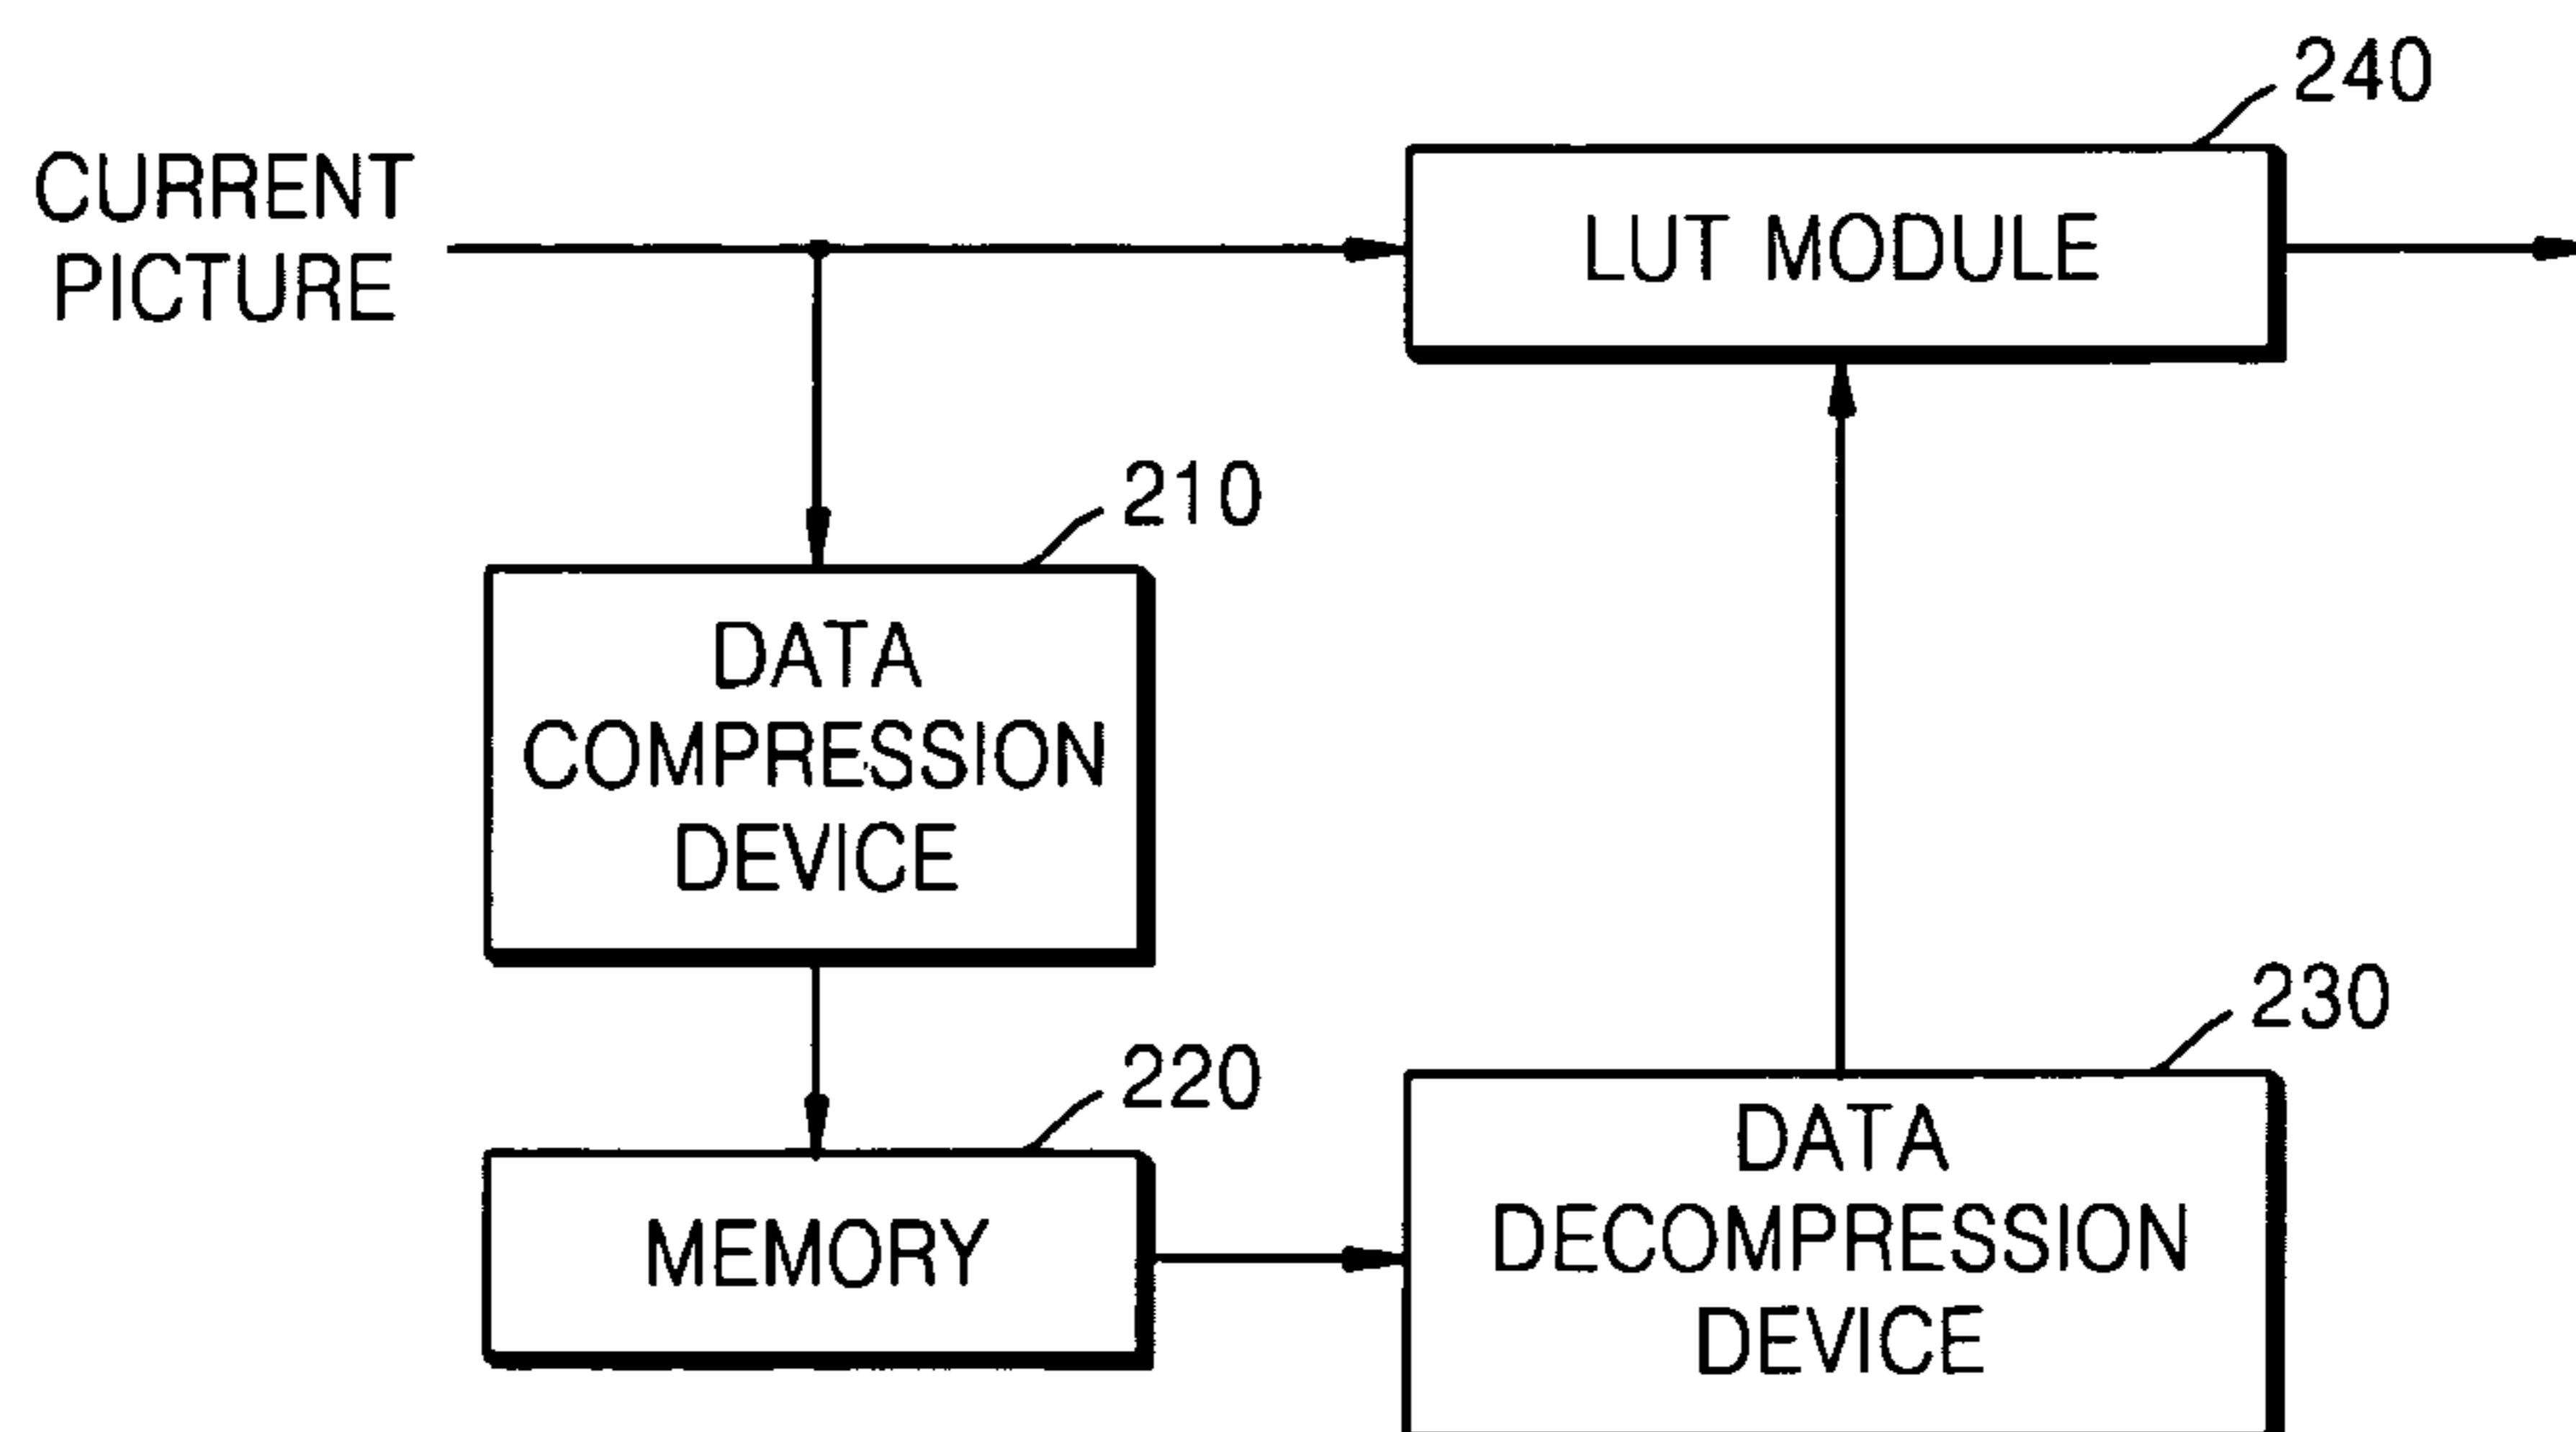 240
CURRENT
PICTURE
LUT MODULE
210
DATA
COMPRESSION
DEVICE
230
220
DATA
DECOMPRESSION
DEVICE
MEMORY